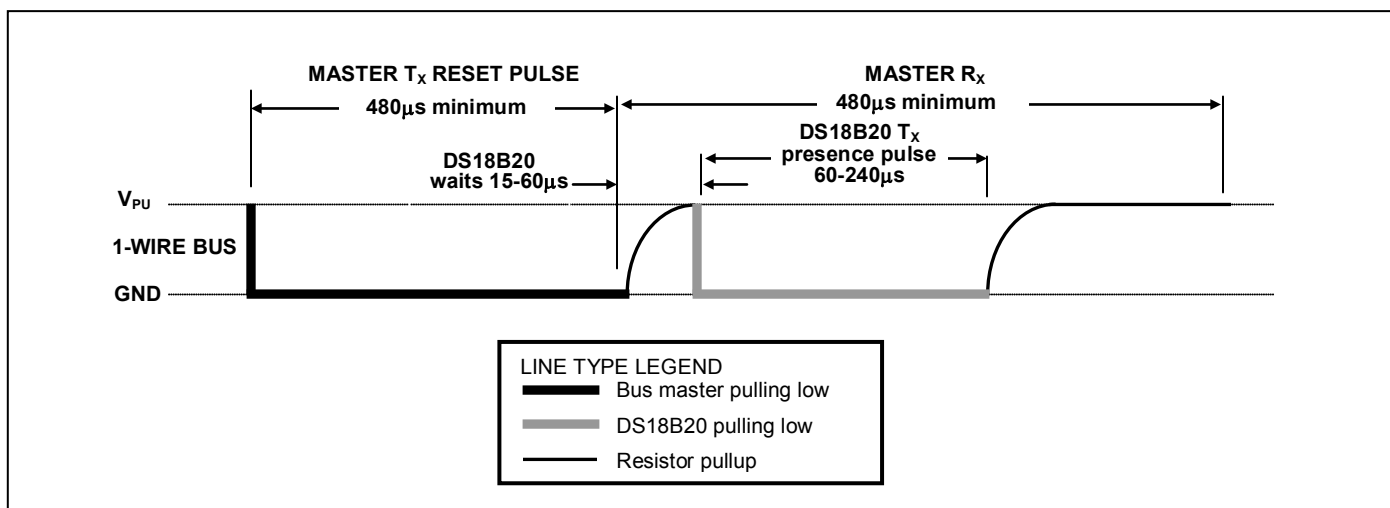 MASTER TX RESET PULSE
480μs minimum
MASTER RX
480μs minimum
DS18B20 TX
presence pulse
60-240μs
DS18B20
waits 15-60μs
VPU
1-WIRE BUS
GND
LINE TYPE LEGEND
Bus master pulling low
DS18B20 pulling low
Resistor pullup